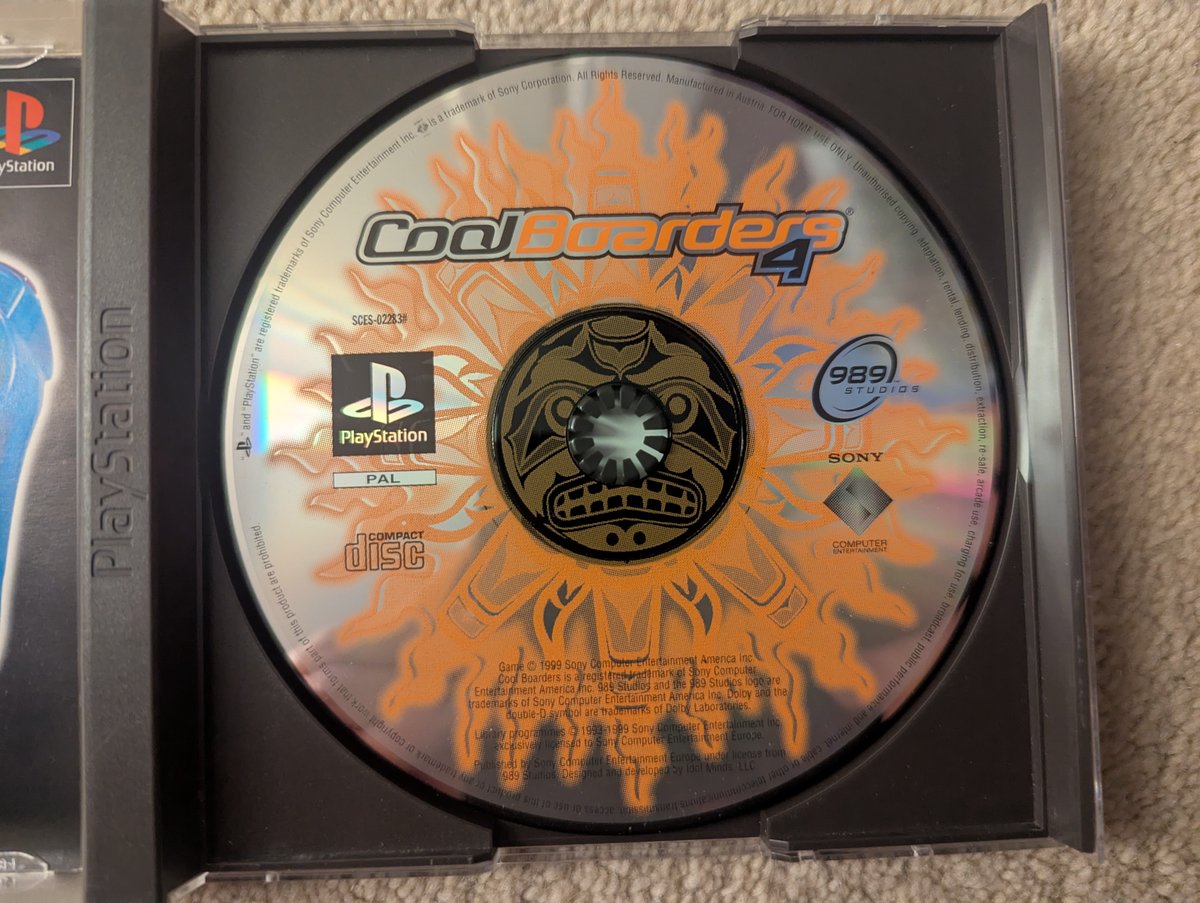 PlayStation
yStation
" " and "PlayStation" are registered trademarks of Sony Computer Entertainment Inc. is a trademark of Sony Corporation. All Rights Reserved. Manufactured in Austria. FOR HOME USE ONLY. Unauthorised copying, adaptation, rental, lending, distribution, extraction, re-sale, arcade use, charging for use, broadcast, public performance and internet, cable or other telecommunications transmission, access or use of this product or any trademark or copyright work that forms part of this product are prohibited.
CoolBoarders®
4
SCES-02283#
PlayStation
PAL
COMPACT
disc
989™
STUDIOS
SONY
COMPUTER
ENTERTAINMENT
Game © 1999 Sony Computer Entertainment America Inc.
Cool Boarders is a registered trademark of Sony Computer
Entertainment America Inc. 989 Studios and the 989 Studios logo are
trademarks of Sony Computer Entertainment America Inc. Dolby and the
double-D symbol are trademarks of Dolby Laboratories.
Library programmes © 1993-1999 Sony Computer Entertainment Inc.
exclusively licensed to Sony Computer Entertainment Europe.
Published by Sony Computer Entertainment Europe under license from
989 Studios. Designed and developed by Idol Minds, LLC